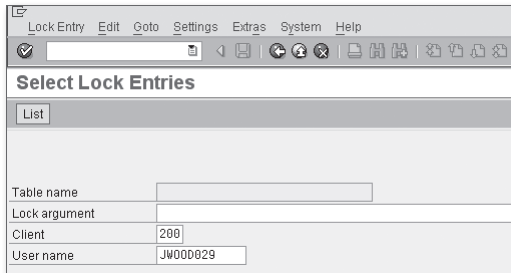 Lock Entry Edit Goto Settings Extras System Help
Select Lock Entries
List
Table name
Lock argument
Client 200
User name JWOOD029